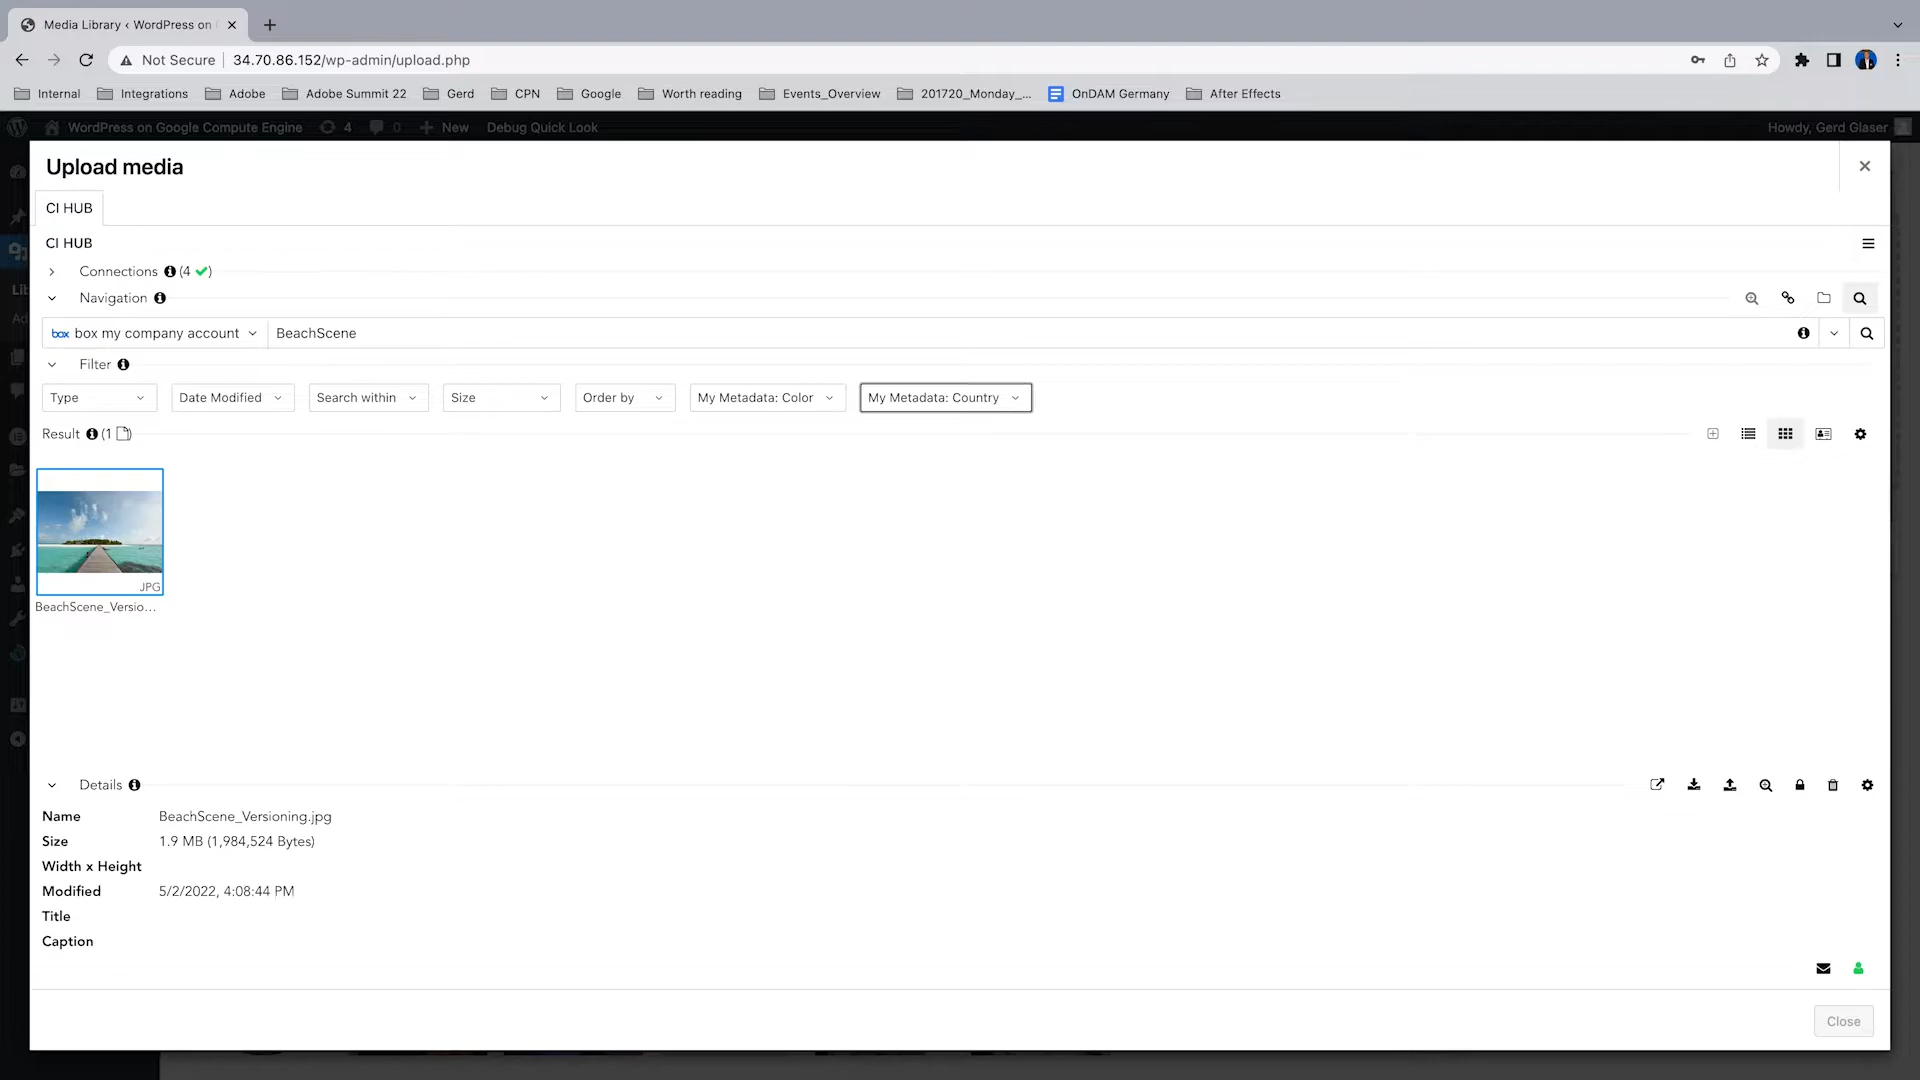 Media Library ‹ WordPress on
Not Secure 34.70.86.152/wp-admin/upload.php
Internal Integrations Adobe Adobe Summit 22 Gerd CPN Google Worth reading Events_Overview 201720_Monday_... OnDAM Germany After Effects
WordPress on Google Compute Engine 4 0 New Debug Quick Look Howdy, Gerd Glaser
Upload media
CI HUB
CI HUB
Connections (4 )
Navigation
box box my company account BeachScene
Filter
Type Date Modified Search within Size Order by My Metadata: Color My Metadata: Country
Result (1 )
JPG
BeachScene_Versio...
Details
Name BeachScene_Versioning.jpg
Size 1.9 MB (1,984,524 Bytes)
Width x Height
Modified 5/2/2022, 4:08:44 PM
Title
Caption
Close
Lib
Ad